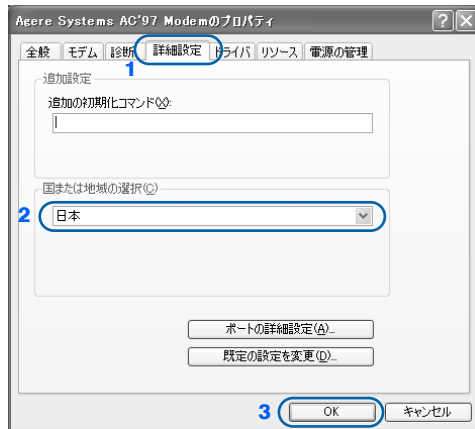 Agere Systems AC'97 Modemのプロパティ
全般 モデム 診断 詳細設定 ドライバ リソース 電源の管理
1
追加設定
追加の初期化コマンド(X):
国または地域の選択(C)
2 日本
ポートの詳細設定(A)...
既定の設定を変更(D)...
3 OK キャンセル